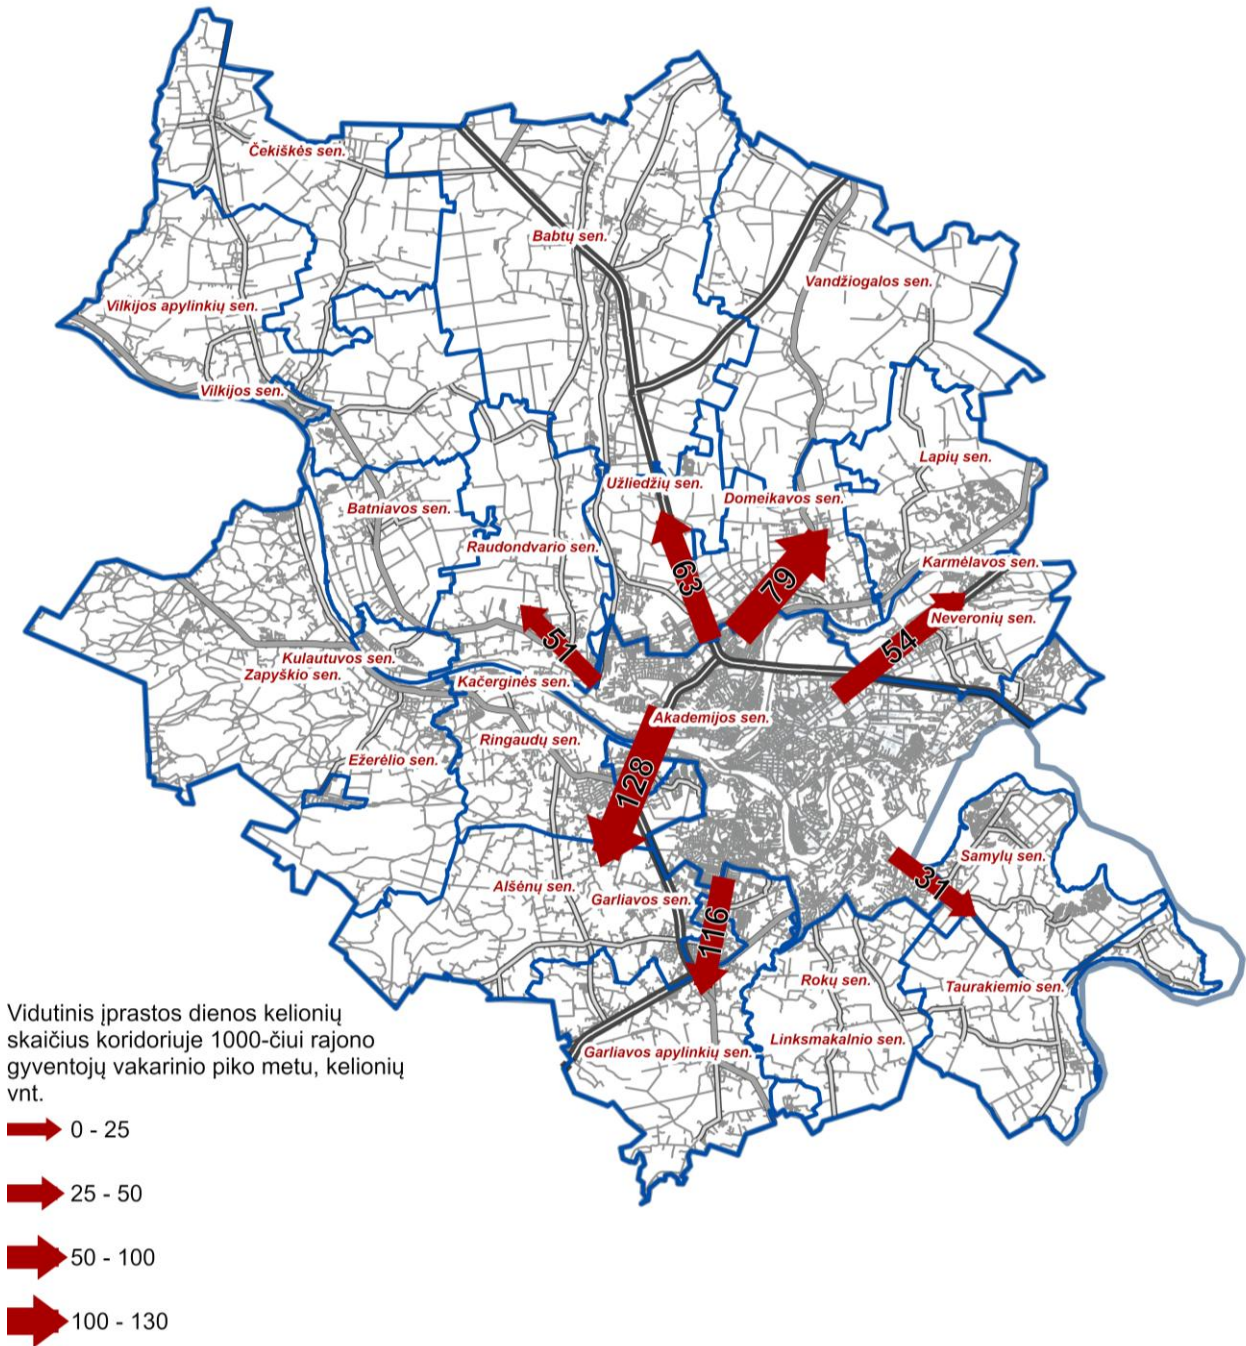 Čekiškės sen.
Babtų sen.
Vandžiogalos sen.
Vilkijos apylinkių sen.
Vilkijos sen.
Lapių sen.
Užliedžių sen.
Domeikavos sen.
Batniavos sen.
Raudondvario sen.
Karmėlavos sen.
63
79
Neveronių sen.
51
54
Kulautuvos sen.
Zapyškio sen.
Kačerginės sen.
Akademijos sen.
Ringaudų sen.
Ežerėlio sen.
128
Samylų sen.
31
Alšėnų sen.
Garliavos sen.
116
Rokų sen.
Taurakiemio sen.
Linksmakalnio sen.
Garliavos apylinkių sen.
Vidutinis įprastos dienos kelionių
skaičius koridoriuje 1000-čiui rajono
gyventojų vakarinio piko metu, kelionių
vnt.
0 - 25
25 - 50
50 - 100
100 - 130